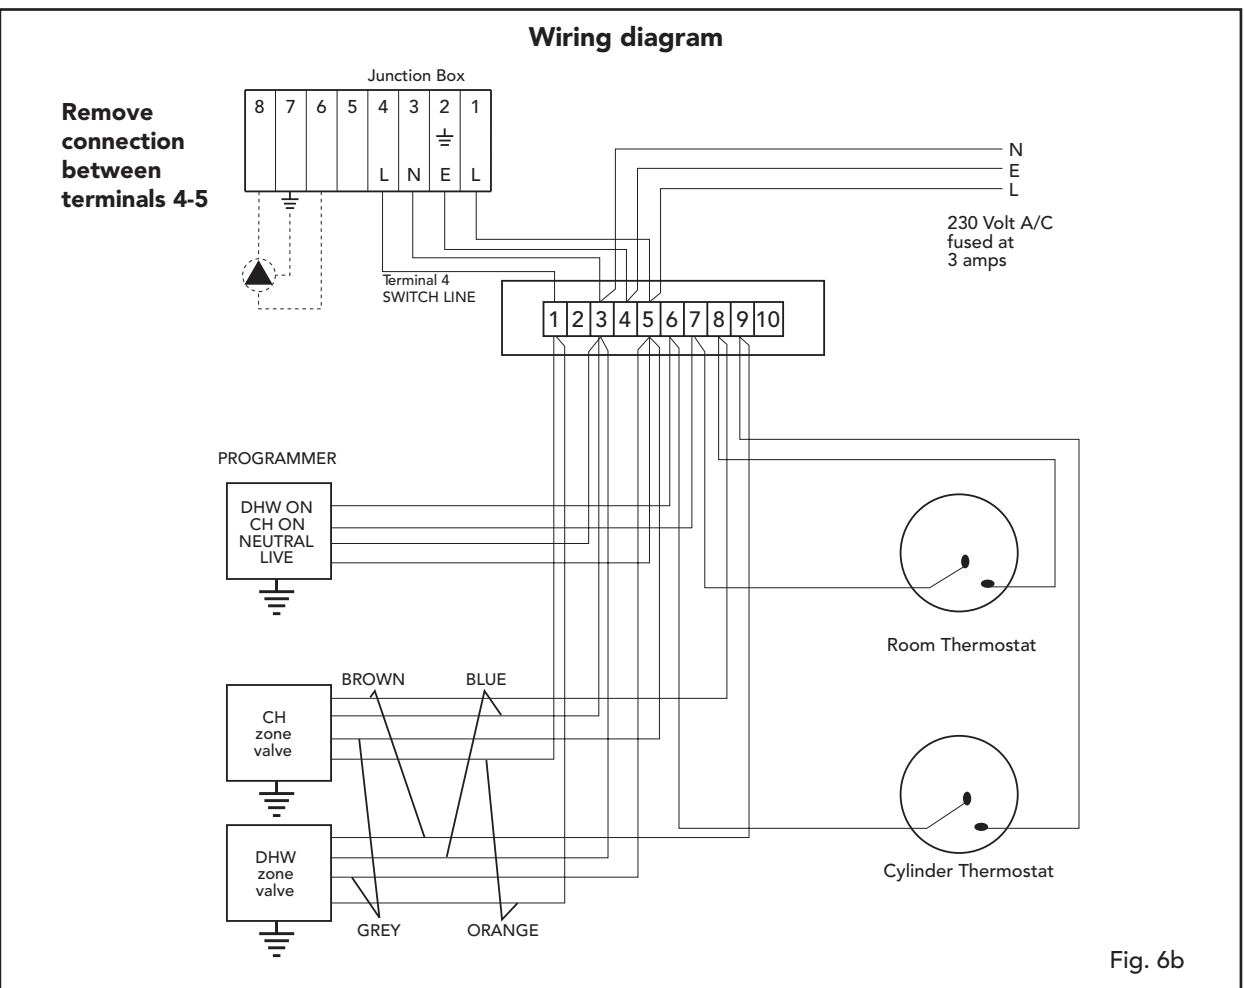 Wiring diagram
Junction Box
Remove
connection
between
terminals 4-5
8 7 6 5 4 3 2 1
L N E L
N
E
L
230 Volt A/C
fused at
3 amps
Terminal 4
SWITCH LINE
1 2 3 4 5 6 7 8 9 10
PROGRAMMER
DHW ON
CH ON
NEUTRAL
LIVE
Room Thermostat
BROWN
BLUE
CH
zone
valve
DHW
zone
valve
Cylinder Thermostat
GREY
ORANGE
Fig. 6b